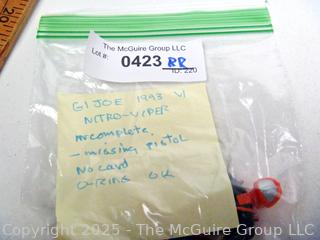 The McGuire Group LLC
Lot #:
0423 RR
ID: 220
GI JOE 1993 V1
NITRO-VIPER
incomplete,
- missing pistol
No card
O-RING OK
Copyright 2025 - The McGuire Group LLC